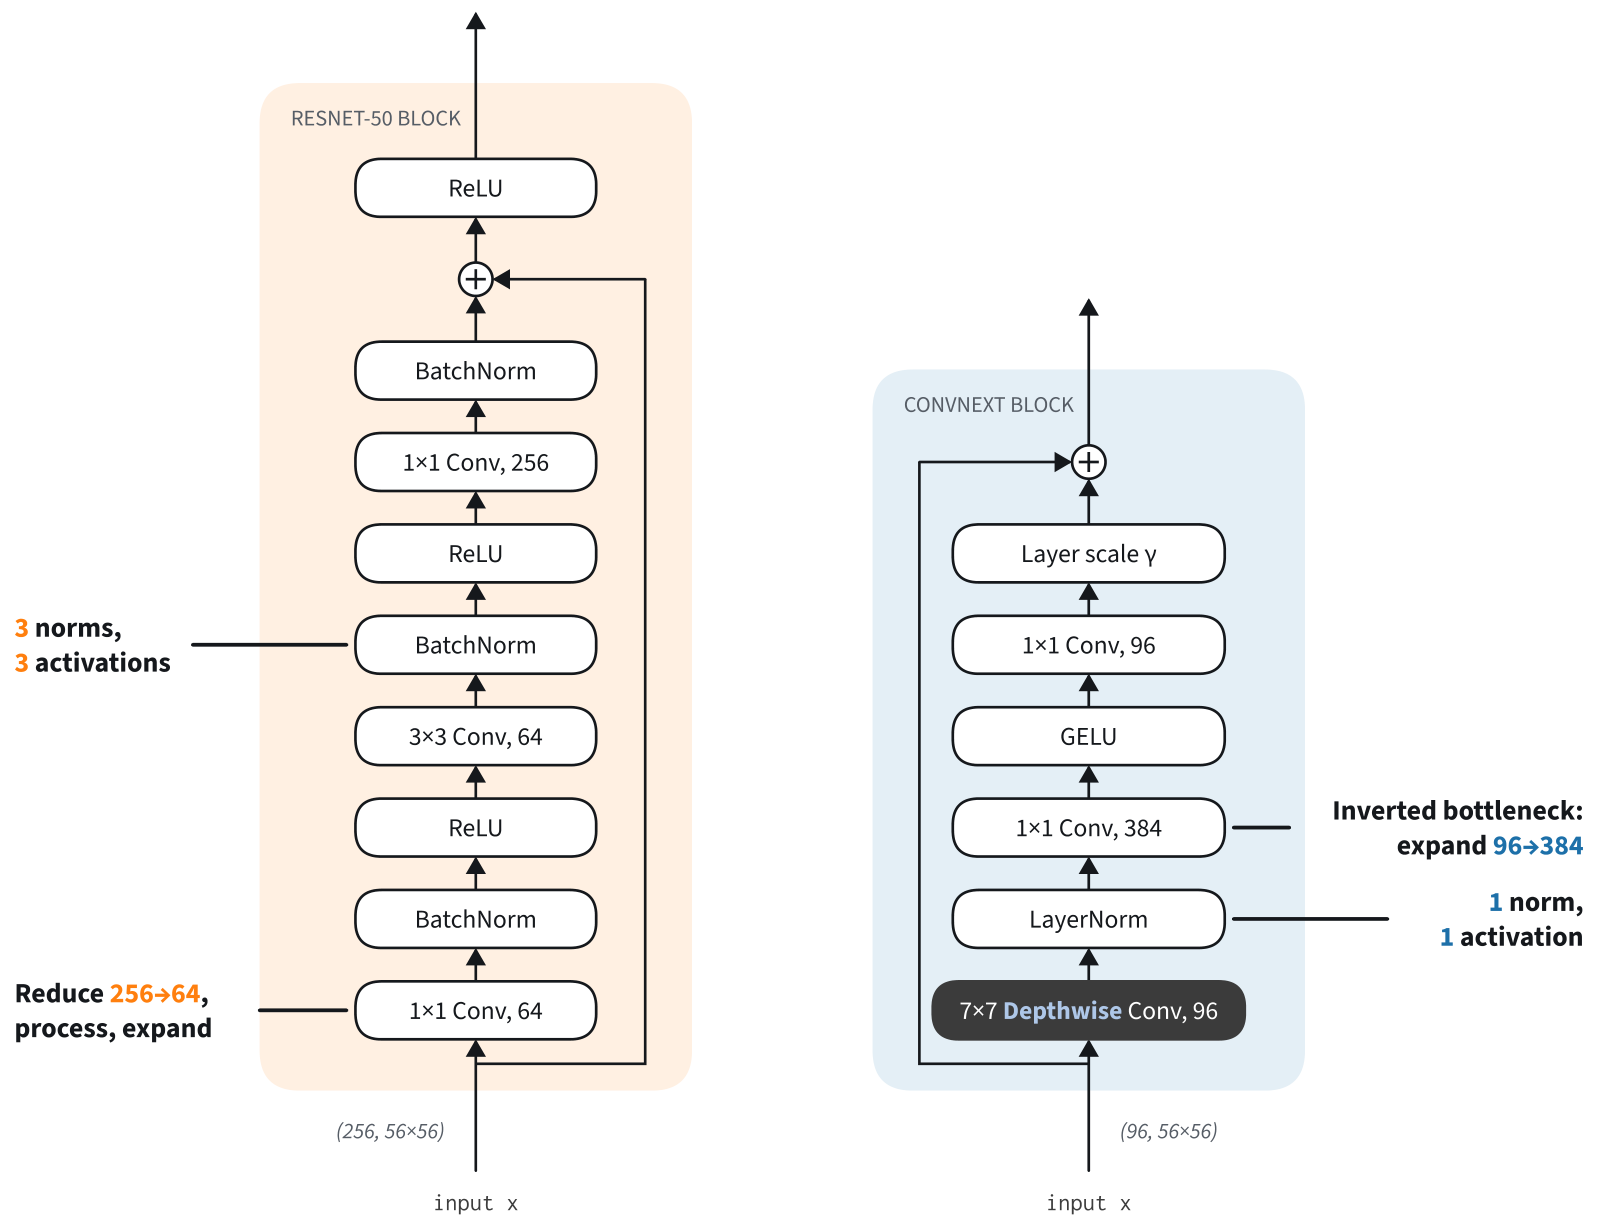 RESNET-50 BLOCK
ReLU
BatchNorm
1×1 Conv, 256
ReLU
3 norms,
3 activations
BatchNorm
3×3 Conv, 64
ReLU
BatchNorm
Reduce 256→64,
process, expand
1×1 Conv, 64
(256, 56×56)
input x
CONVNEXT BLOCK
Layer scale γ
1×1 Conv, 96
GELU
1×1 Conv, 384
Inverted bottleneck:
expand 96→384
LayerNorm
1 norm,
1 activation
7×7 Depthwise Conv, 96
(96, 56×56)
input x